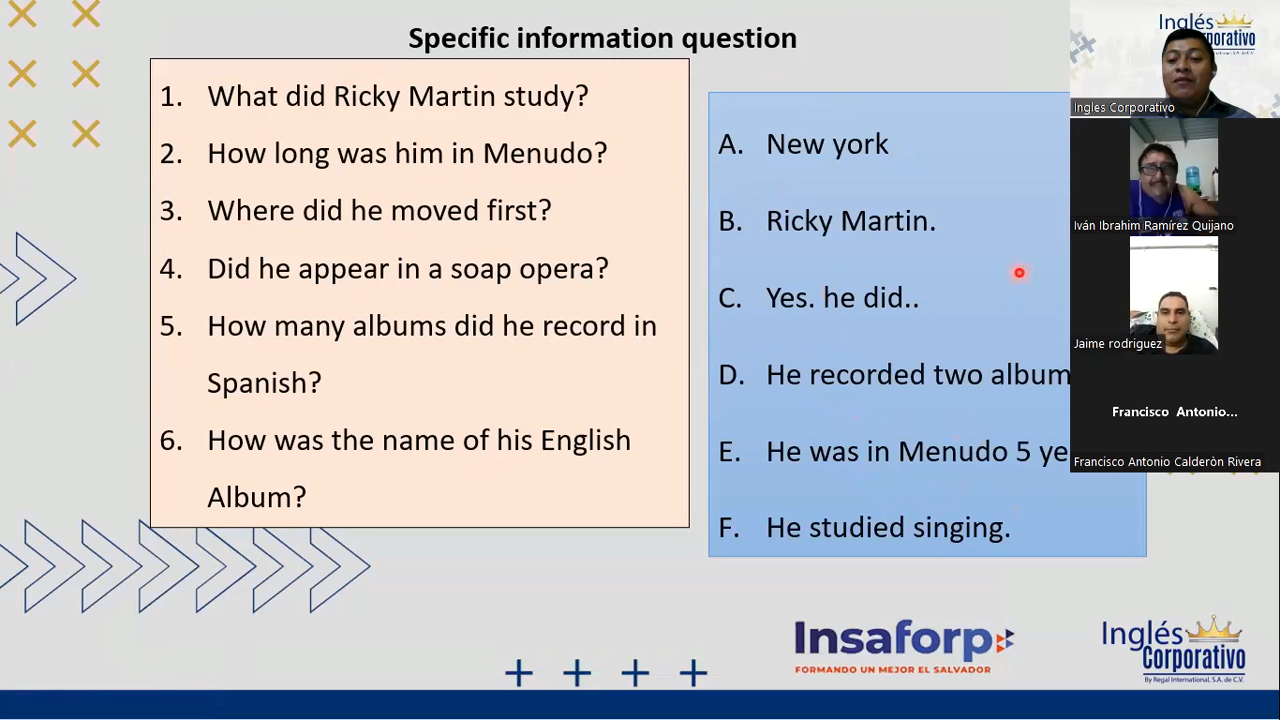 Specific information question
1. What did Ricky Martin study?
2. How long was him in Menudo?
3. Where did he moved first?
4. Did he appear in a soap opera?
5. How many albums did he record in
Spanish?
6. How was the name of his English
Album?
A. New york
B. Ricky Martin.
C. Yes. he did..
D. He recorded two album
E. He was in Menudo 5 ye
F. He studied singing.
Inglés
Corporativo
Ingles Corporativo
Iván Ibrahim Ramírez Quijano
Jaime rodriguez
Francisco Antonio...
Francisco Antonio Calderòn Rivera
Insaforp
FORMANDO UN MEJOR EL SALVADOR
Inglés
Corporativo
By Regal International, S.A. de C.V.